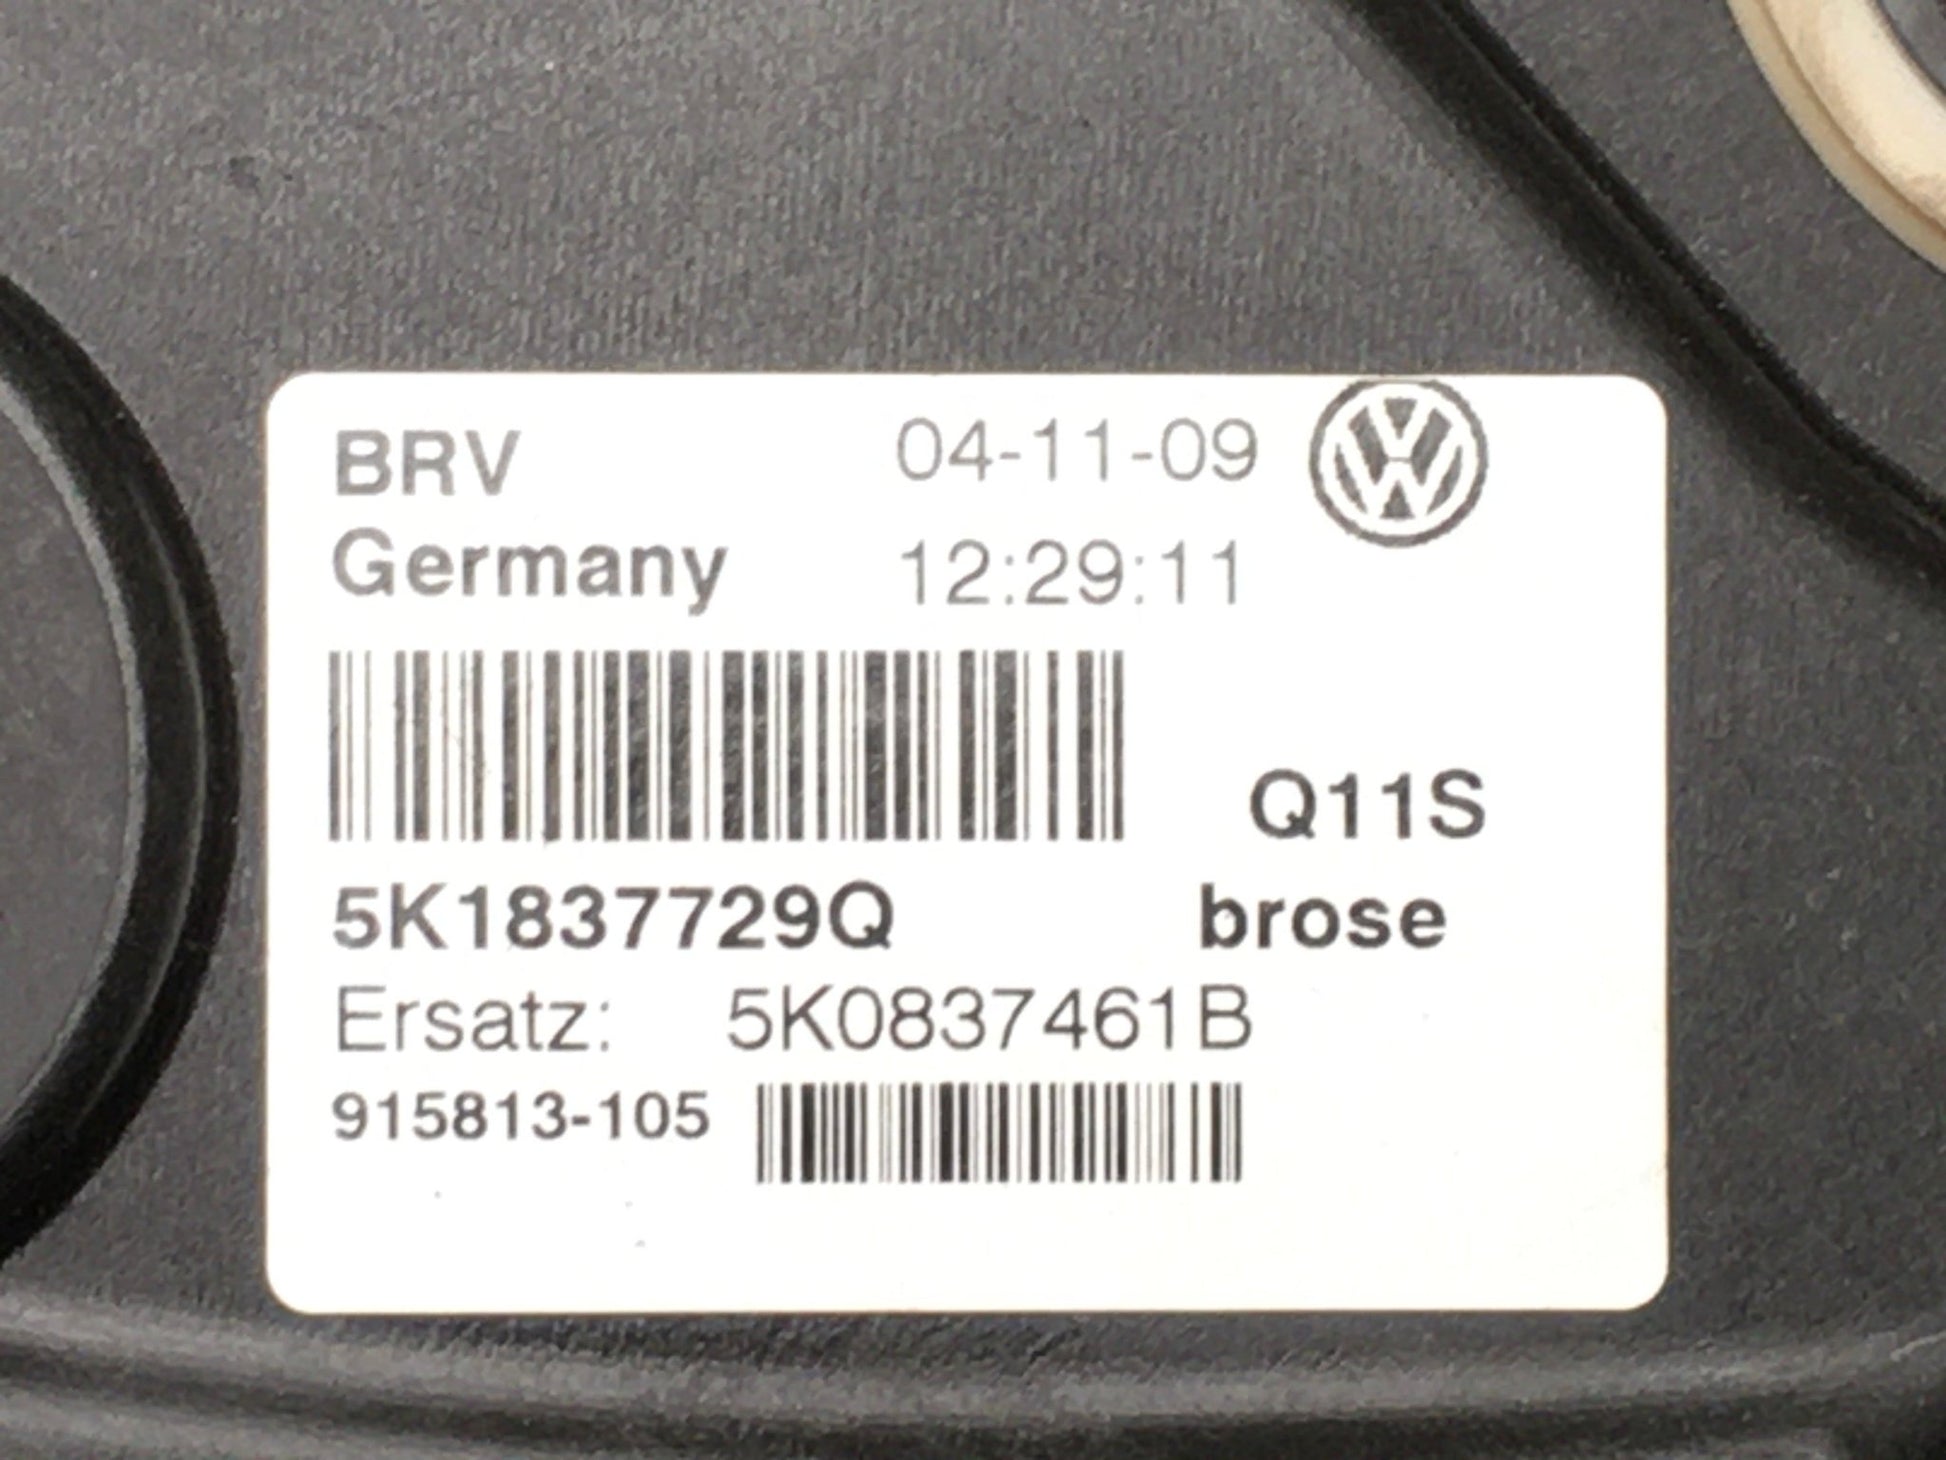 BRV 04-11-09
Germany 12:29:11
Q11S
5K1837729Q brose
Ersatz: 5K0837461B
915813-105